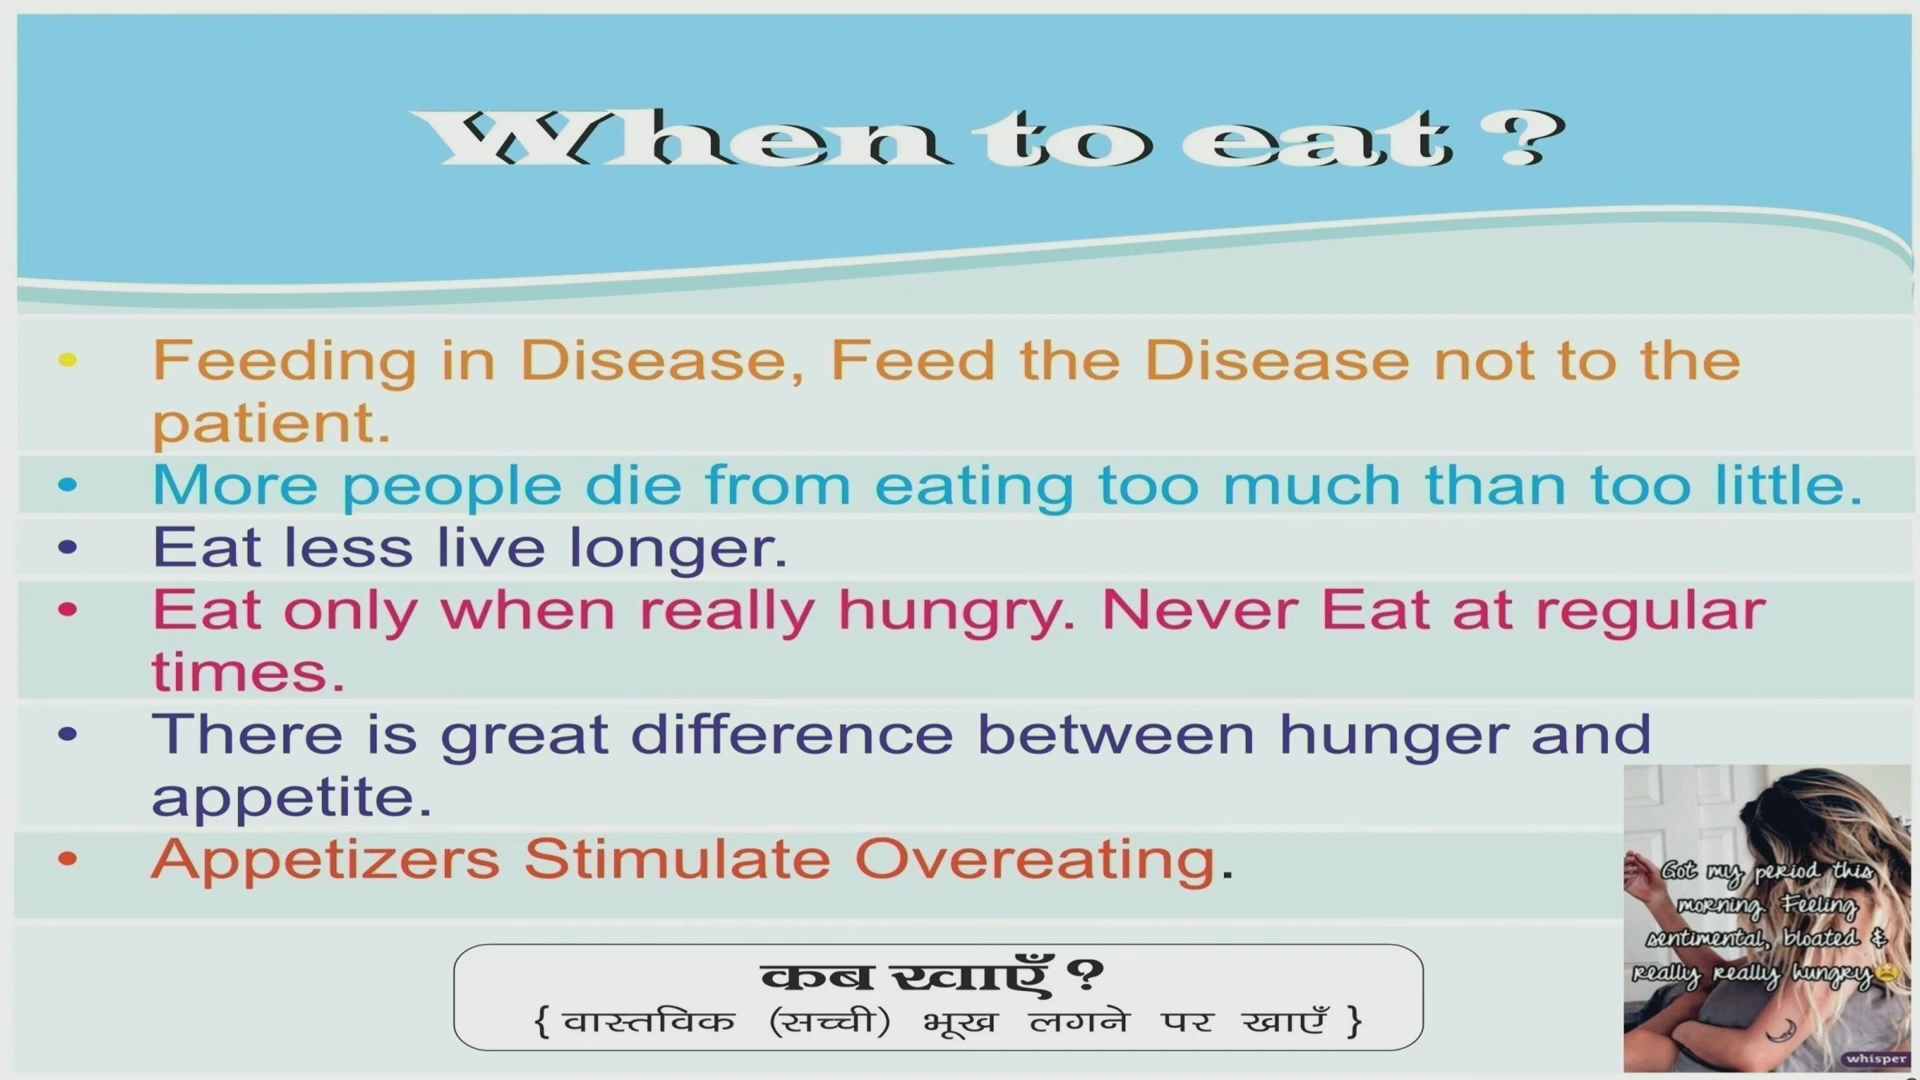 When to eat ?
• Feeding in Disease, Feed the Disease not to the
patient.
• More people die from eating too much than too little.
• Eat less live longer.
• Eat only when really hungry. Never Eat at regular
times.
• There is great difference between hunger and
appetite.
• Appetizers Stimulate Overeating.
Got my period this
morning. Feeling
sentimental, bloated &
really really hungry😫
whisper
कब खाएँ ?
{ वास्तविक (सच्ची) भूख लगने पर खाएँ }